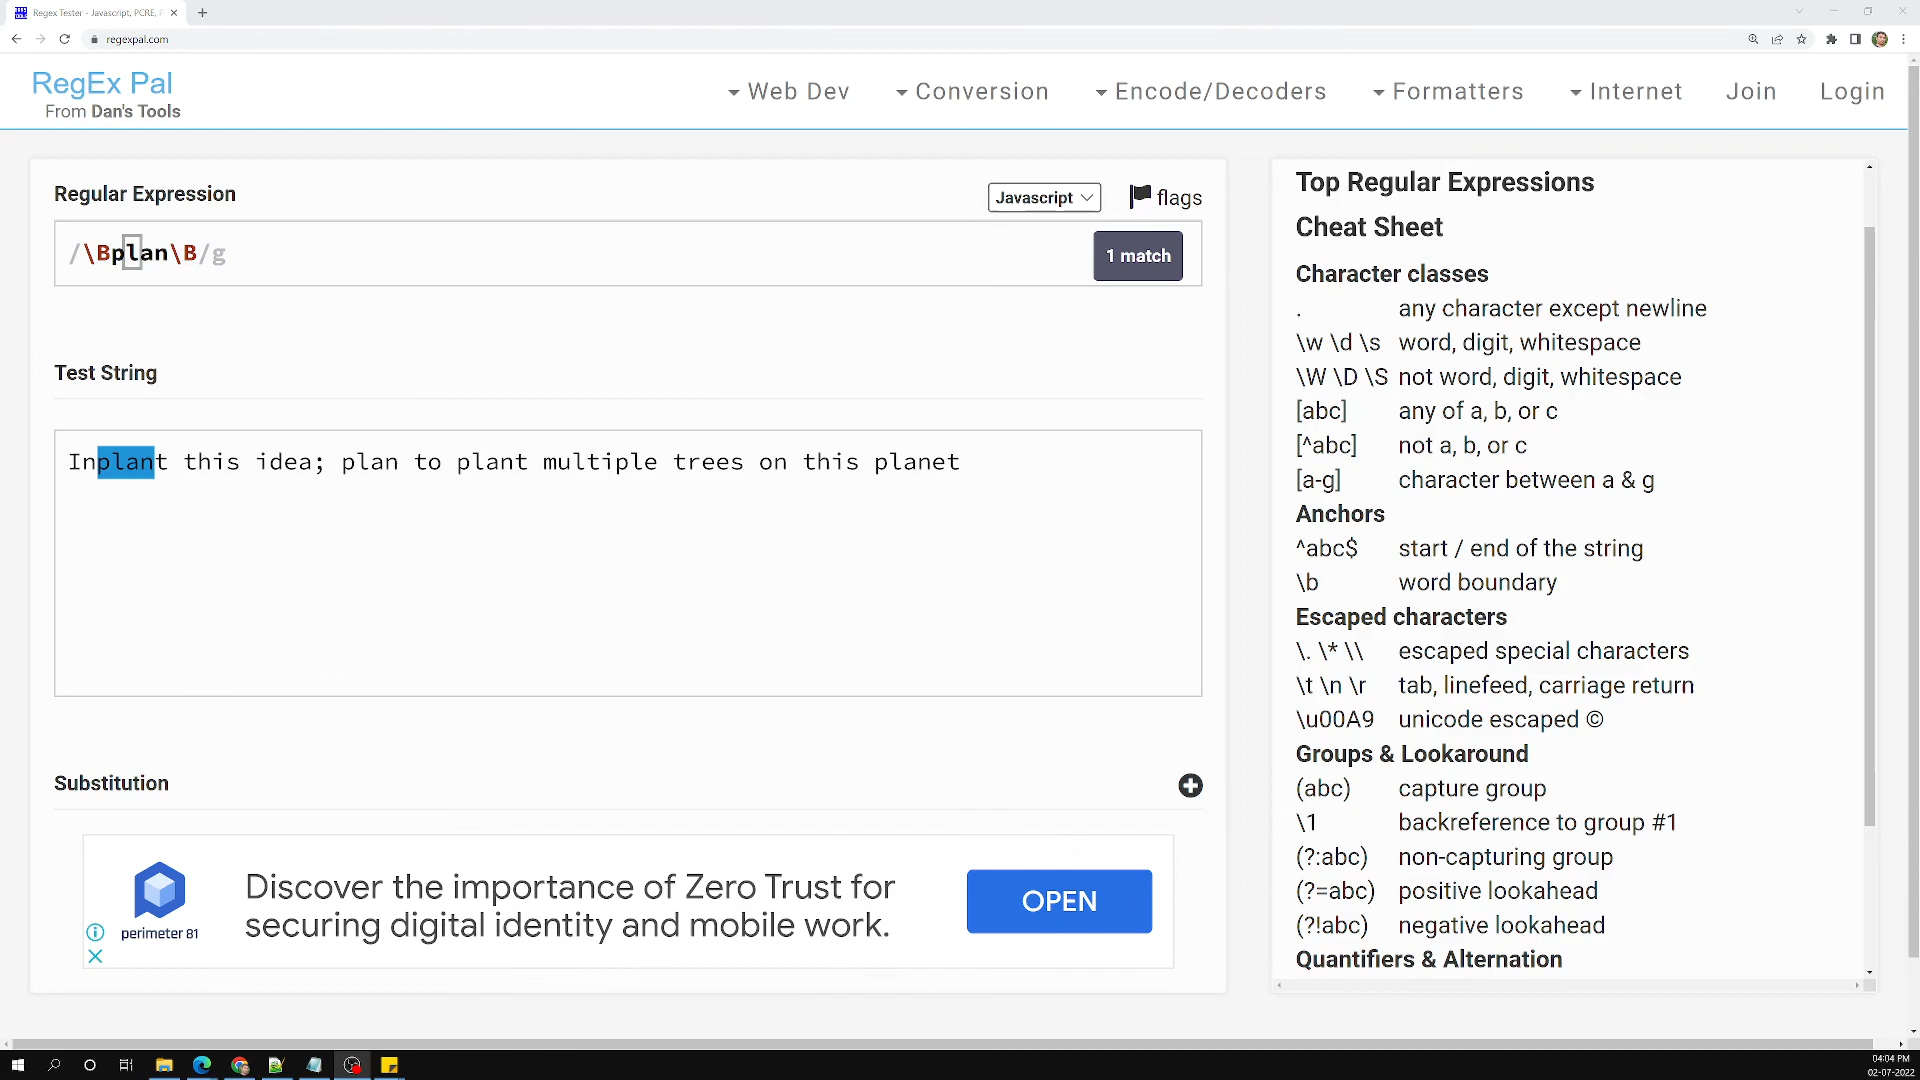 Regex Tester - Javascript, PCRE, P
regexpal.com
RegEx Pal
From Dan's Tools
Web Dev
Conversion
Encode/Decoders
Formatters
Internet
Join
Login
Regular Expression
Javascript
flags
/\Bplan\B/g
1 match
Test String
Inplant this idea; plan to plant multiple trees on this planet
Substitution
Discover the importance of Zero Trust for
securing digital identity and mobile work.
perimeter 81
OPEN
Top Regular Expressions
Cheat Sheet
Character classes
. any character except newline
\w \d \s word, digit, whitespace
\W \D \S not word, digit, whitespace
[abc] any of a, b, or c
[^abc] not a, b, or c
[a-g] character between a & g
Anchors
^abc$ start / end of the string
\b word boundary
Escaped characters
\. \* \\ escaped special characters
\t \n \r tab, linefeed, carriage return
\u00A9 unicode escaped ©
Groups & Lookaround
(abc) capture group
\1 backreference to group #1
(?:abc) non-capturing group
(?=abc) positive lookahead
(?!abc) negative lookahead
Quantifiers & Alternation
04:04 PM
02-07-2022